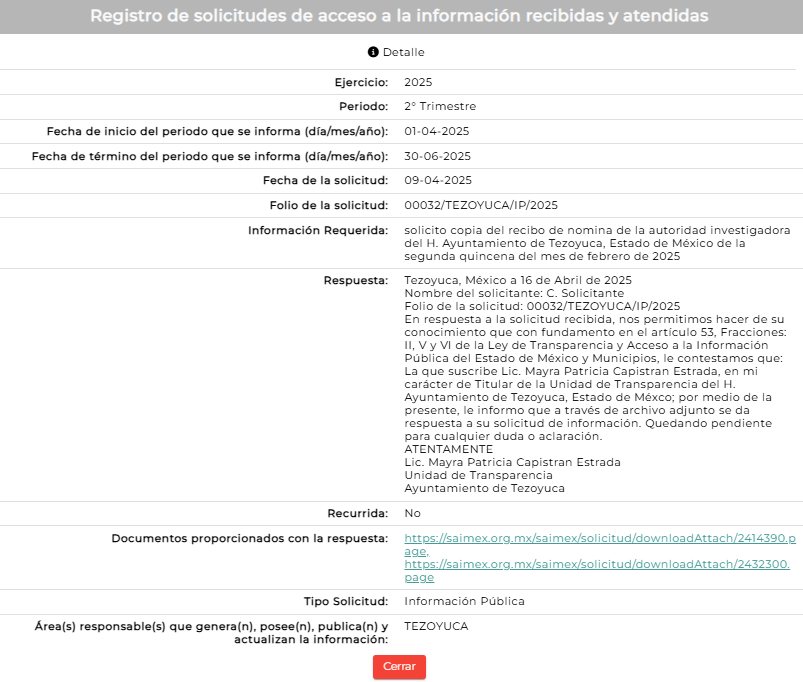 Registro de solicitudes de acceso a la información recibidas y atendidas
Detalle
Ejercicio: 2025
Periodo: 2° Trimestre
Fecha de inicio del periodo que se informa (día/mes/año): 01-04-2025
Fecha de término del periodo que se informa (día/mes/año): 30-06-2025
Fecha de la solicitud: 09-04-2025
Folio de la solicitud: 00032/TEZOYUCA/IP/2025
Información Requerida: solicito copia del recibo de nomina de la autoridad investigadora
del H. Ayuntamiento de Tezoyuca, Estado de México de la
segunda quincena del mes de febrero de 2025
Respuesta: Tezoyuca, México a 16 de Abril de 2025
Nombre del solicitante: C. Solicitante
Folio de la solicitud: 00032/TEZOYUCA/IP/2025
En respuesta a la solicitud recibida, nos permitimos hacer de su
conocimiento que con fundamento en el artículo 53, Fracciones:
II, V y VI de la Ley de Transparencia y Acceso a la Información
Pública del Estado de México y Municipios, le contestamos que:
La que suscribe Lic. Mayra Patricia Capistran Estrada, en mi
carácter de Titular de la Unidad de Transparencia del H.
Ayuntamiento de Tezoyuca, Estado de Méxco; por medio de la
presente, le informo que a través de archivo adjunto se da
respuesta a su solicitud de información. Quedando pendiente
para cualquier duda o aclaración.
ATENTAMENTE
Lic. Mayra Patricia Capistran Estrada
Unidad de Transparencia
Ayuntamiento de Tezoyuca
Recurrida: No
Documentos proporcionados con la respuesta: https://saimex.org.mx/saimex/solicitud/downloadAttach/2414390.p
age,
https://saimex.org.mx/saimex/solicitud/downloadAttach/2432300.
page
Tipo Solicitud: Información Pública
Área(s) responsable(s) que genera(n), posee(n), publica(n) y TEZOYUCA
actualizan la información:
Cerrar